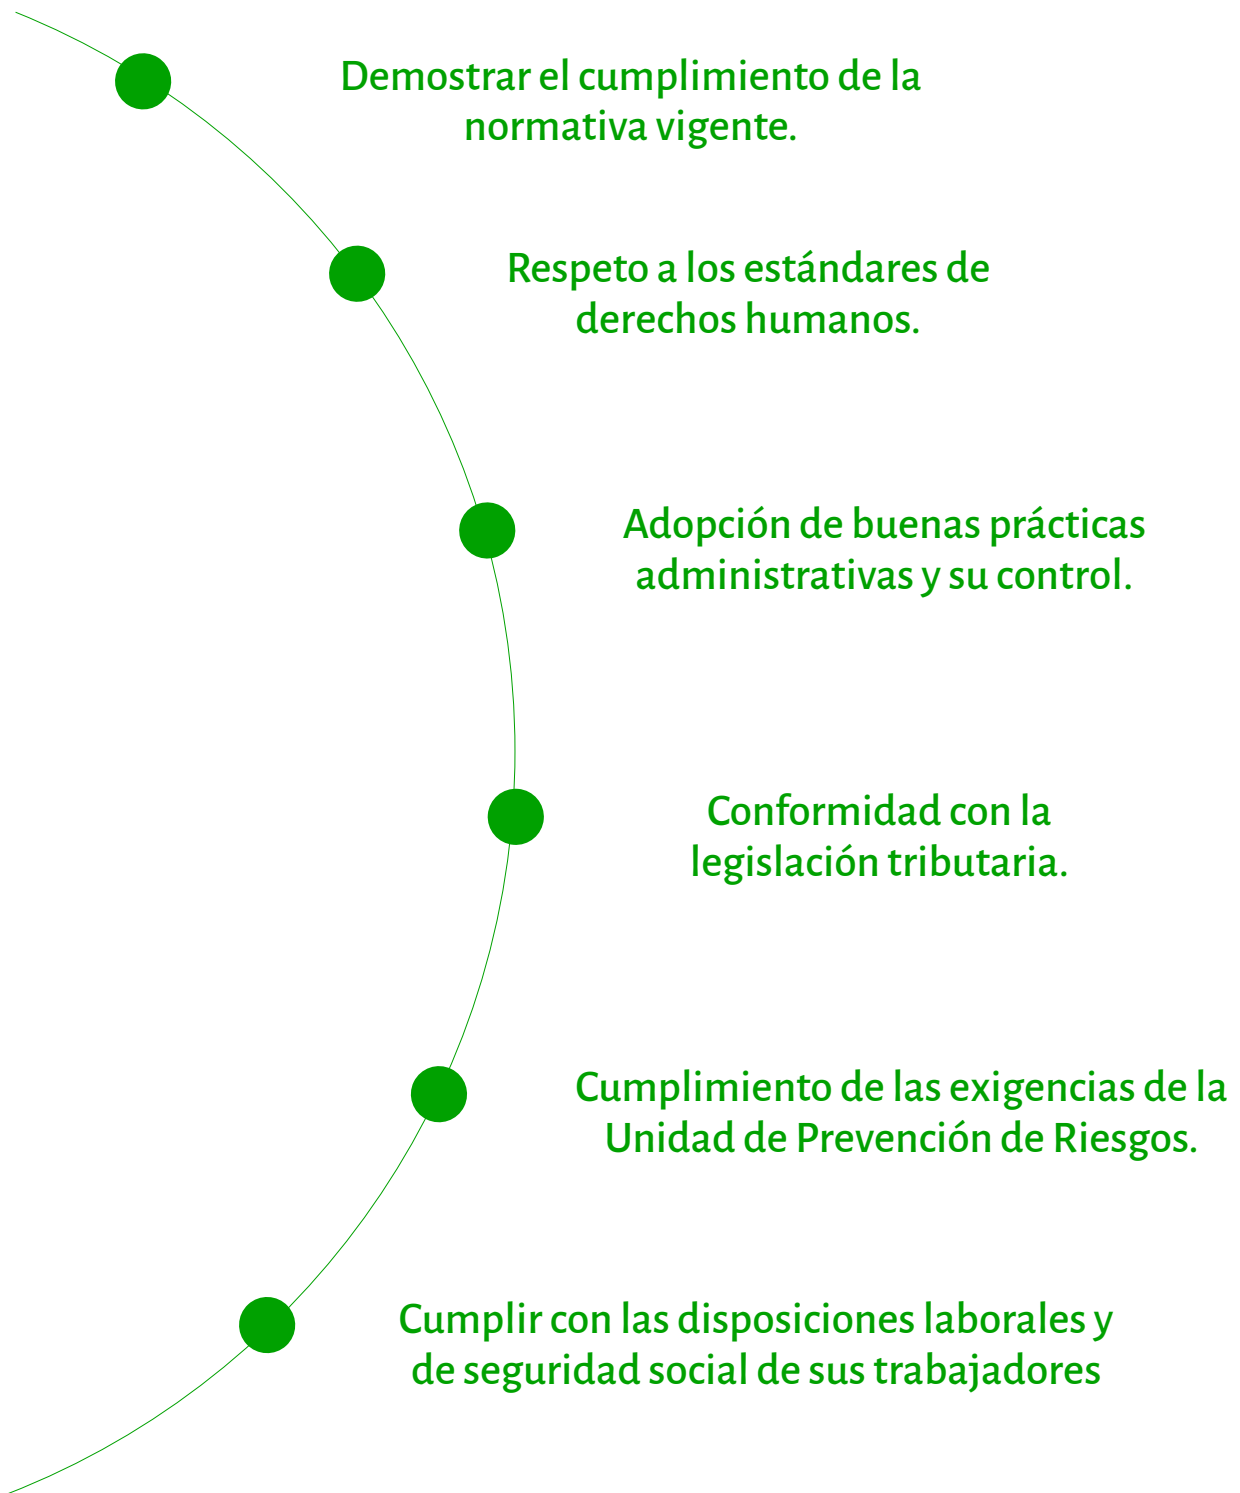 Demostrar el cumplimiento de la
normativa vigente.
Respeto a los estándares de
derechos humanos.
Adopción de buenas prácticas
administrativas y su control.
Conformidad con la
legislación tributaria.
Cumplimiento de las exigencias de la
Unidad de Prevención de Riesgos.
Cumplir con las disposiciones laborales y
de seguridad social de sus trabajadores